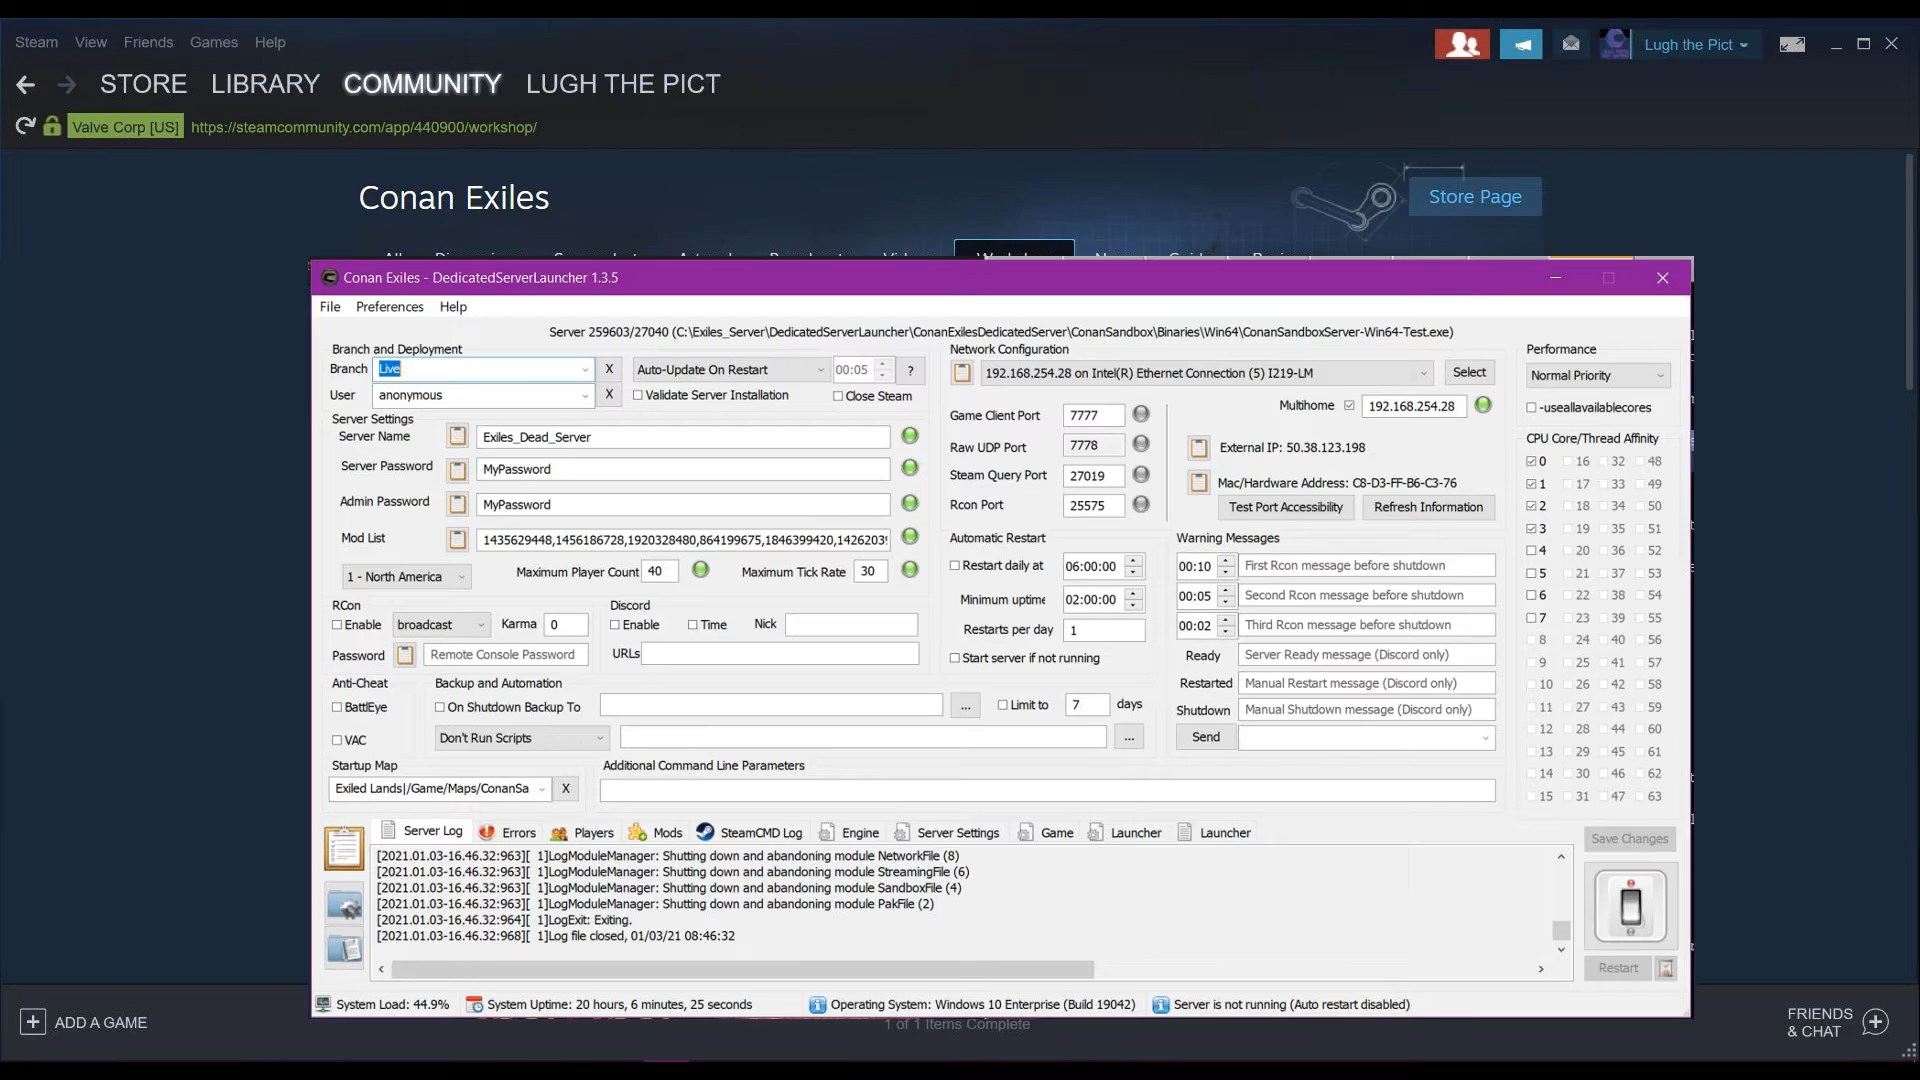 Steam View Friends Games Help
Lugh the Pict
STORE LIBRARY COMMUNITY LUGH THE PICT
Valve Corp [US] https://steamcommunity.com/app/440900/workshop/
Conan Exiles
Store Page
Conan Exiles - DedicatedServerLauncher 1.3.5
File Preferences Help
Server 259603/27040 (C:\Exiles_Server\DedicatedServerLauncher\ConanExilesDedicatedServer\ConanSandbox\Binaries\Win64\ConanSandboxServer-Win64-Test.exe)
Branch and Deployment
Branch Live X Auto-Update On Restart 00:05 ?
User anonymous X Validate Server Installation Close Steam
Server Settings
Server Name Exiles_Dead_Server
Server Password MyPassword
Admin Password MyPassword
Mod List 1435629448,1456186728,1920328480,864199675,1846399420,14262039
1 - North America Maximum Player Count 40 Maximum Tick Rate 30
RCon
Enable broadcast Karma 0
Password Remote Console Password
Discord
Enable Time Nick
URLs
Anti-Cheat
BattlEye
VAC
Backup and Automation
On Shutdown Backup To ... Limit to 7 days
Don't Run Scripts ...
Startup Map
Exiled Lands|/Game/Maps/ConanSa X
Additional Command Line Parameters
Network Configuration
192.168.254.28 on Intel(R) Ethernet Connection (5) I219-LM Select
Multihome 192.168.254.28
Game Client Port 7777
Raw UDP Port 7778
Steam Query Port 27019
Rcon Port 25575
External IP: 50.38.123.198
Mac/Hardware Address: C8-D3-FF-B6-C3-76
Test Port Accessibility Refresh Information
Automatic Restart
Restart daily at 06:00:00
Minimum uptime 02:00:00
Restarts per day 1
Start server if not running
Warning Messages
00:10 First Rcon message before shutdown
00:05 Second Rcon message before shutdown
00:02 Third Rcon message before shutdown
Ready Server Ready message (Discord only)
Restarted Manual Restart message (Discord only)
Shutdown Manual Shutdown message (Discord only)
Send
Performance
Normal Priority
-useallavailablecores
CPU Core/Thread Affinity
0 16 32 48
1 17 33 49
2 18 34 50
3 19 35 51
4 20 36 52
5 21 37 53
6 22 38 54
7 23 39 55
8 24 40 56
9 25 41 57
10 26 42 58
11 27 43 59
12 28 44 60
13 29 45 61
14 30 46 62
15 31 47 63
Server Log Errors Players Mods SteamCMD Log Engine Server Settings Game Launcher Launcher
[2021.01.03-16.46.32:963][ 1]LogModuleManager: Shutting down and abandoning module NetworkFile (8)
[2021.01.03-16.46.32:963][ 1]LogModuleManager: Shutting down and abandoning module StreamingFile (6)
[2021.01.03-16.46.32:963][ 1]LogModuleManager: Shutting down and abandoning module SandboxFile (4)
[2021.01.03-16.46.32:963][ 1]LogModuleManager: Shutting down and abandoning module PakFile (2)
[2021.01.03-16.46.32:964][ 1]LogExit: Exiting.
[2021.01.03-16.46.32:968][ 1]Log file closed, 01/03/21 08:46:32
Save Changes
Restart
System Load: 44.9% System Uptime: 20 hours, 6 minutes, 25 seconds Operating System: Windows 10 Enterprise (Build 19042) Server is not running (Auto restart disabled)
ADD A GAME
1 of 1 Items Complete
FRIENDS
& CHAT